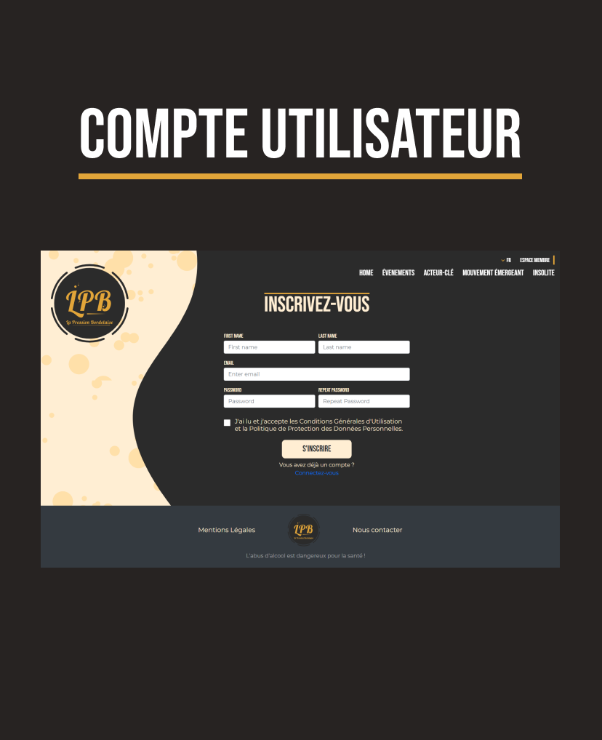 COMPTE UTILISATEUR
FR ESPACE MEMBRE
HOME ÉVENEMENTS ACTEUR-CLÉ MOUVEMENT ÉMERGEANT INSOLITE
LPB
La Pression Bordelaise
INSCRIVEZ-VOUS
FIRST NAME LAST NAME
First name Last name
EMAIL
Enter email
PASSWORD REPEAT PASSWORD
Password Repeat Password
J'ai lu et j'accepte les Conditions Générales d'Utilisation
et la Politique de Protection des Données Personnelles.
S'INSCRIRE
Vous avez déjà un compte ?
Connectez-vous
Mentions Légales LPB Nous contacter
L'abus d'alcool est dangereux pour la santé !